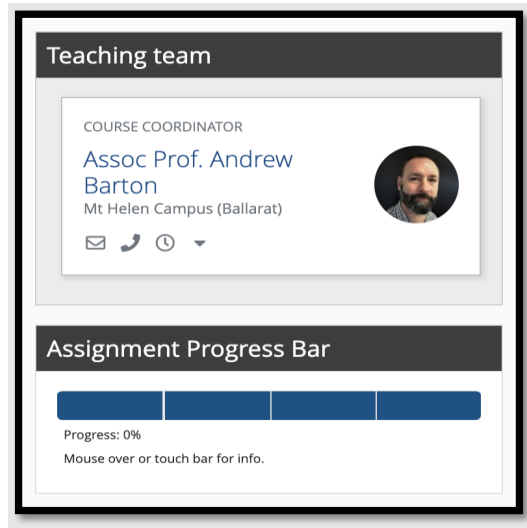 Teaching team
COURSE COORDINATOR
Assoc Prof. Andrew
Barton
Mt Helen Campus (Ballarat)
Assignment Progress Bar
Progress: 0%
Mouse over or touch bar for info.